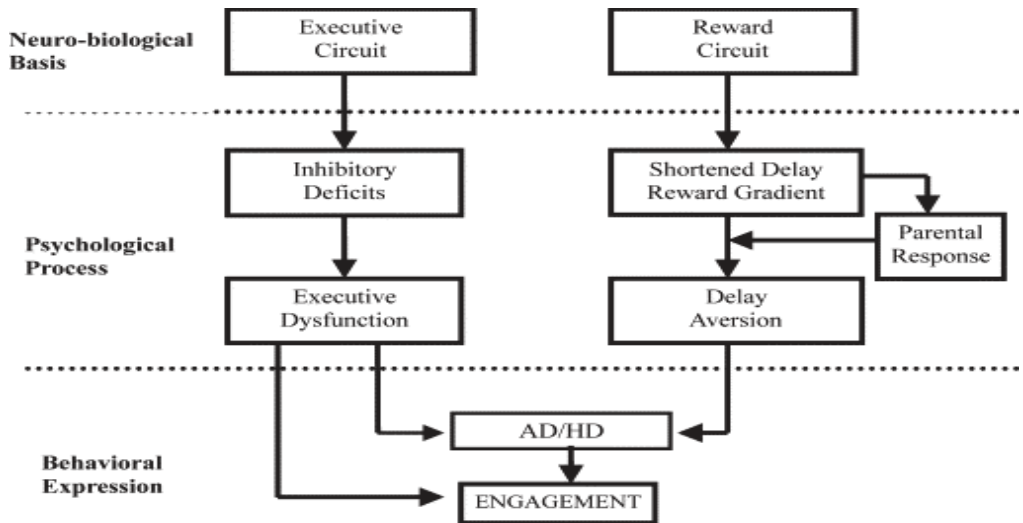 Neuro-biological
Basis
Executive
Circuit
Reward
Circuit
Psychological
Process
Inhibitory
Deficits
Shortened Delay
Reward Gradient
Parental
Response
Executive
Dysfunction
Delay
Aversion
Behavioral
Expression
AD/HD
ENGAGEMENT